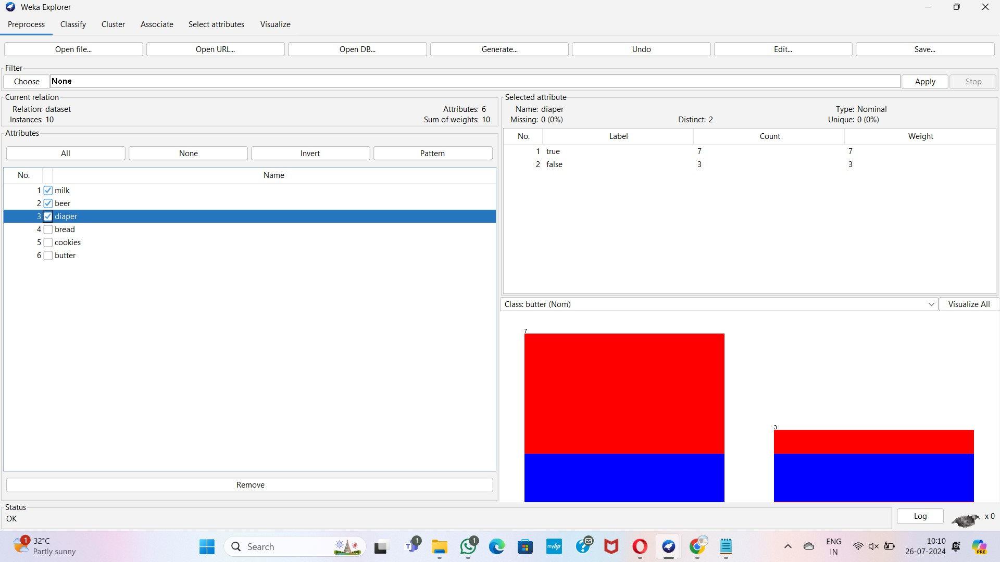 Weka Explorer
Preprocess Classify Cluster Associate Select attributes Visualize
Open file... Open URL... Open DB... Generate... Undo Edit... Save...
Filter
Choose None Apply Stop
Current relation
Relation: dataset Attributes: 6
Instances: 10 Sum of weights: 10
Selected attribute
Name: diaper Type: Nominal
Missing: 0 (0%) Distinct: 2 Unique: 0 (0%)
Attributes
All None Invert Pattern
No. Name
1 milk
2 beer
3 diaper
4 bread
5 cookies
6 butter
Remove
No. Label Count Weight
1 true 7 7
2 false 3 3
Class: butter (Nom) Visualize All
7
3
Status
OK
Log x 0
1 32°C
Partly sunny
Search
T 1
1
myhp
?
ENG
IN
10:10
26-07-2024
PRE